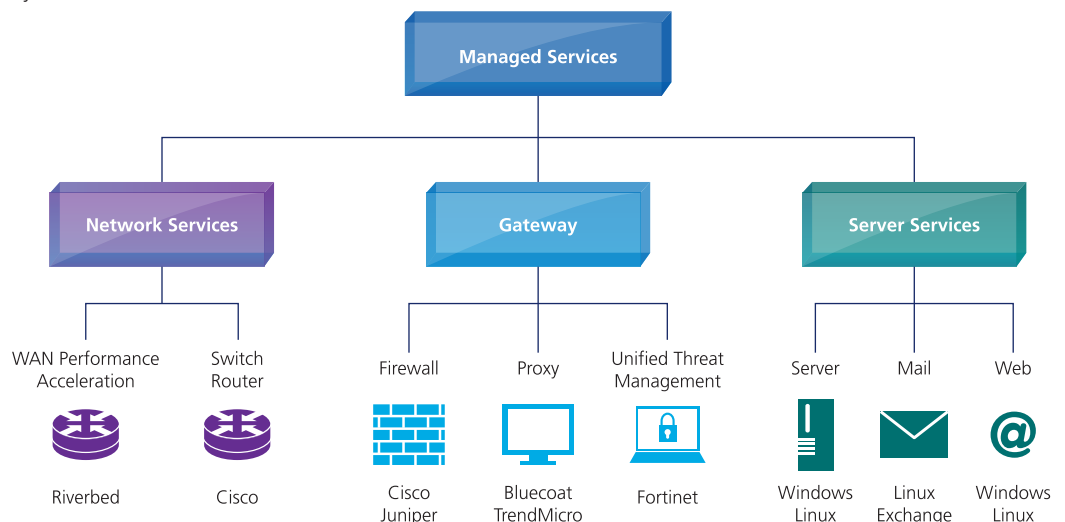 Managed Services
Network Services
Gateway
Server Services
WAN Performance
Acceleration
Switch
Router
Firewall
Proxy
Unified Threat
Management
Server
Mail
Web
@
Riverbed
Cisco
Cisco
Juniper
Bluecoat
TrendMicro
Fortinet
Windows
Linux
Linux
Exchange
Windows
Linux